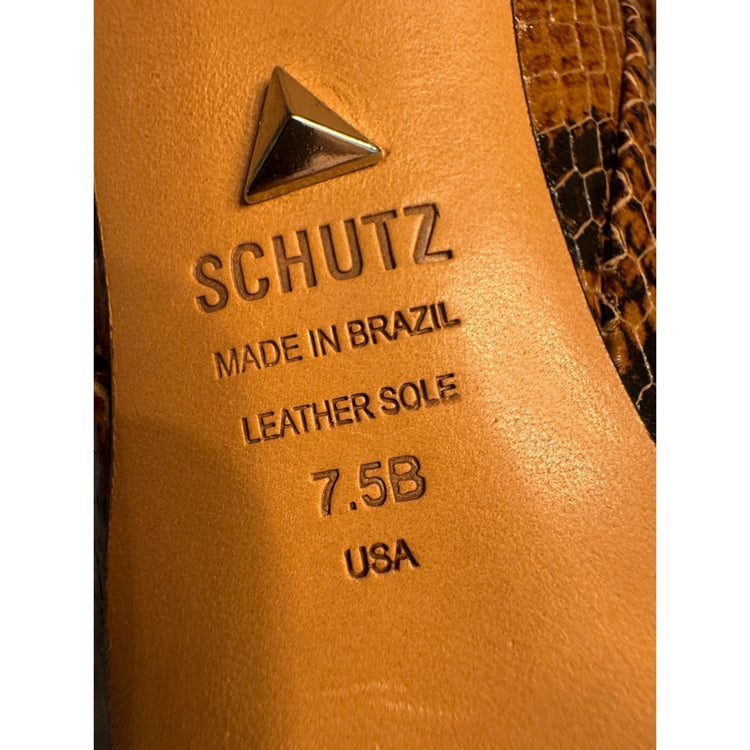 SCHUTZ
MADE IN BRAZIL
LEATHER SOLE
7.5B
USA